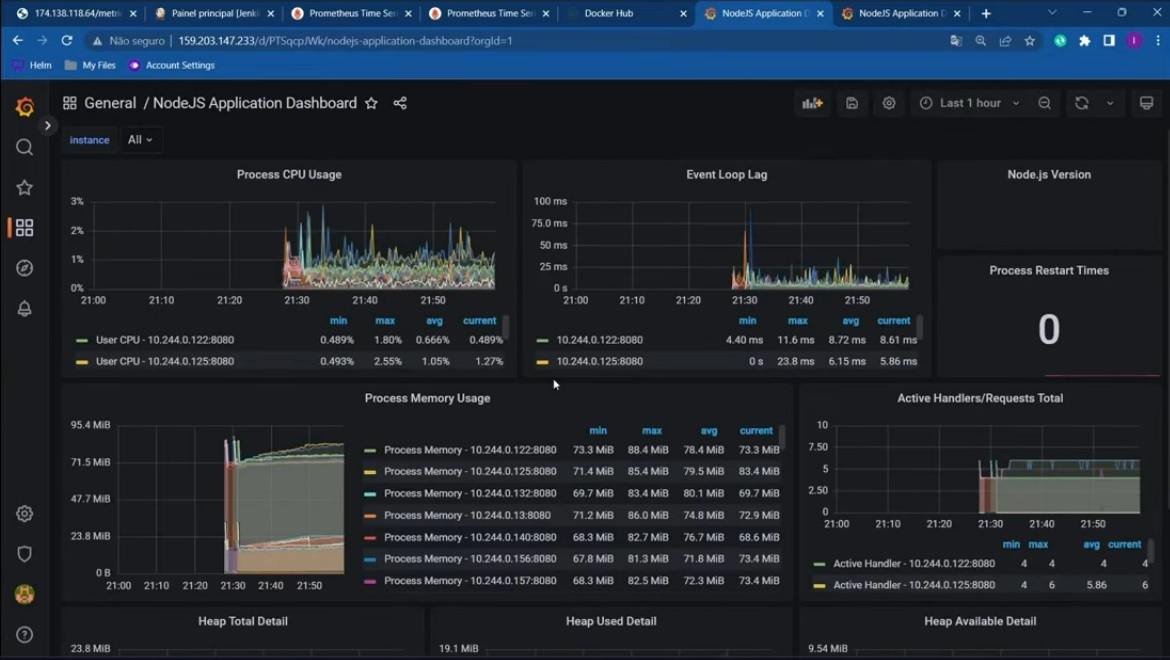 174.138.118.64/metri
Painel principal [Jenki
Prometheus Time Seri
Prometheus Time Seri
Docker Hub
NodeJS Application D
NodeJS Application D
Não seguro | 159.203.147.233/d/PTSqcpJWk/nodejs-application-dashboard?orgId=1
Helm My Files Account Settings
General / NodeJS Application Dashboard
Last 1 hour
instance All
Process CPU Usage
3%
2%
1%
0%
21:00 21:10 21:20 21:30 21:40 21:50
min max avg current
User CPU - 10.244.0.122:8080 0.489% 1.80% 0.666% 0.489%
User CPU - 10.244.0.125:8080 0.493% 2.55% 1.05% 1.27%
Event Loop Lag
100 ms
75.0 ms
50 ms
25 ms
0 s
21:00 21:10 21:20 21:30 21:40 21:50
min max avg current
10.244.0.122:8080 4.40 ms 11.6 ms 8.72 ms 8.61 ms
10.244.0.125:8080 0 s 23.8 ms 6.15 ms 5.86 ms
Node.js Version
Process Restart Times
0
Process Memory Usage
95.4 MiB
71.5 MiB
47.7 MiB
23.8 MiB
0 B
21:00 21:10 21:20 21:30 21:40 21:50
min max avg current
Process Memory - 10.244.0.122:8080 73.3 MiB 88.4 MiB 78.4 MiB 73.3 MiB
Process Memory - 10.244.0.125:8080 71.4 MiB 85.4 MiB 79.5 MiB 83.4 MiB
Process Memory - 10.244.0.132:8080 69.7 MiB 83.4 MiB 80.1 MiB 69.7 MiB
Process Memory - 10.244.0.13:8080 71.2 MiB 86.0 MiB 74.8 MiB 72.9 MiB
Process Memory - 10.244.0.140:8080 68.3 MiB 82.7 MiB 76.7 MiB 68.6 MiB
Process Memory - 10.244.0.156:8080 67.8 MiB 81.3 MiB 71.8 MiB 73.4 MiB
Process Memory - 10.244.0.157:8080 68.3 MiB 82.5 MiB 72.3 MiB 73.4 MiB
Active Handlers/Requests Total
10
7.50
5
2.50
0
21:00 21:10 21:20 21:30 21:40 21:50
min max avg current
Active Handler - 10.244.0.122:8080 4 4 4 4
Active Handler - 10.244.0.125:8080 4 6 5.86 6
Heap Total Detail
23.8 MiB
Heap Used Detail
19.1 MiB
Heap Available Detail
9.54 MiB